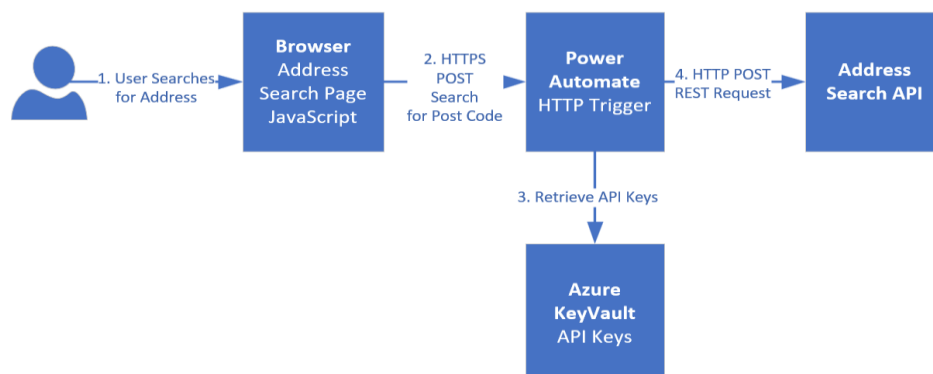 1. User Searches
for Address
Browser
Address
Search Page
JavaScript
2. HTTPS
POST
Search
for Post Code
Power
Automate
HTTP Trigger
4. HTTP POST
REST Request
Address
Search API
3. Retrieve API Keys
Azure
KeyVault
API Keys